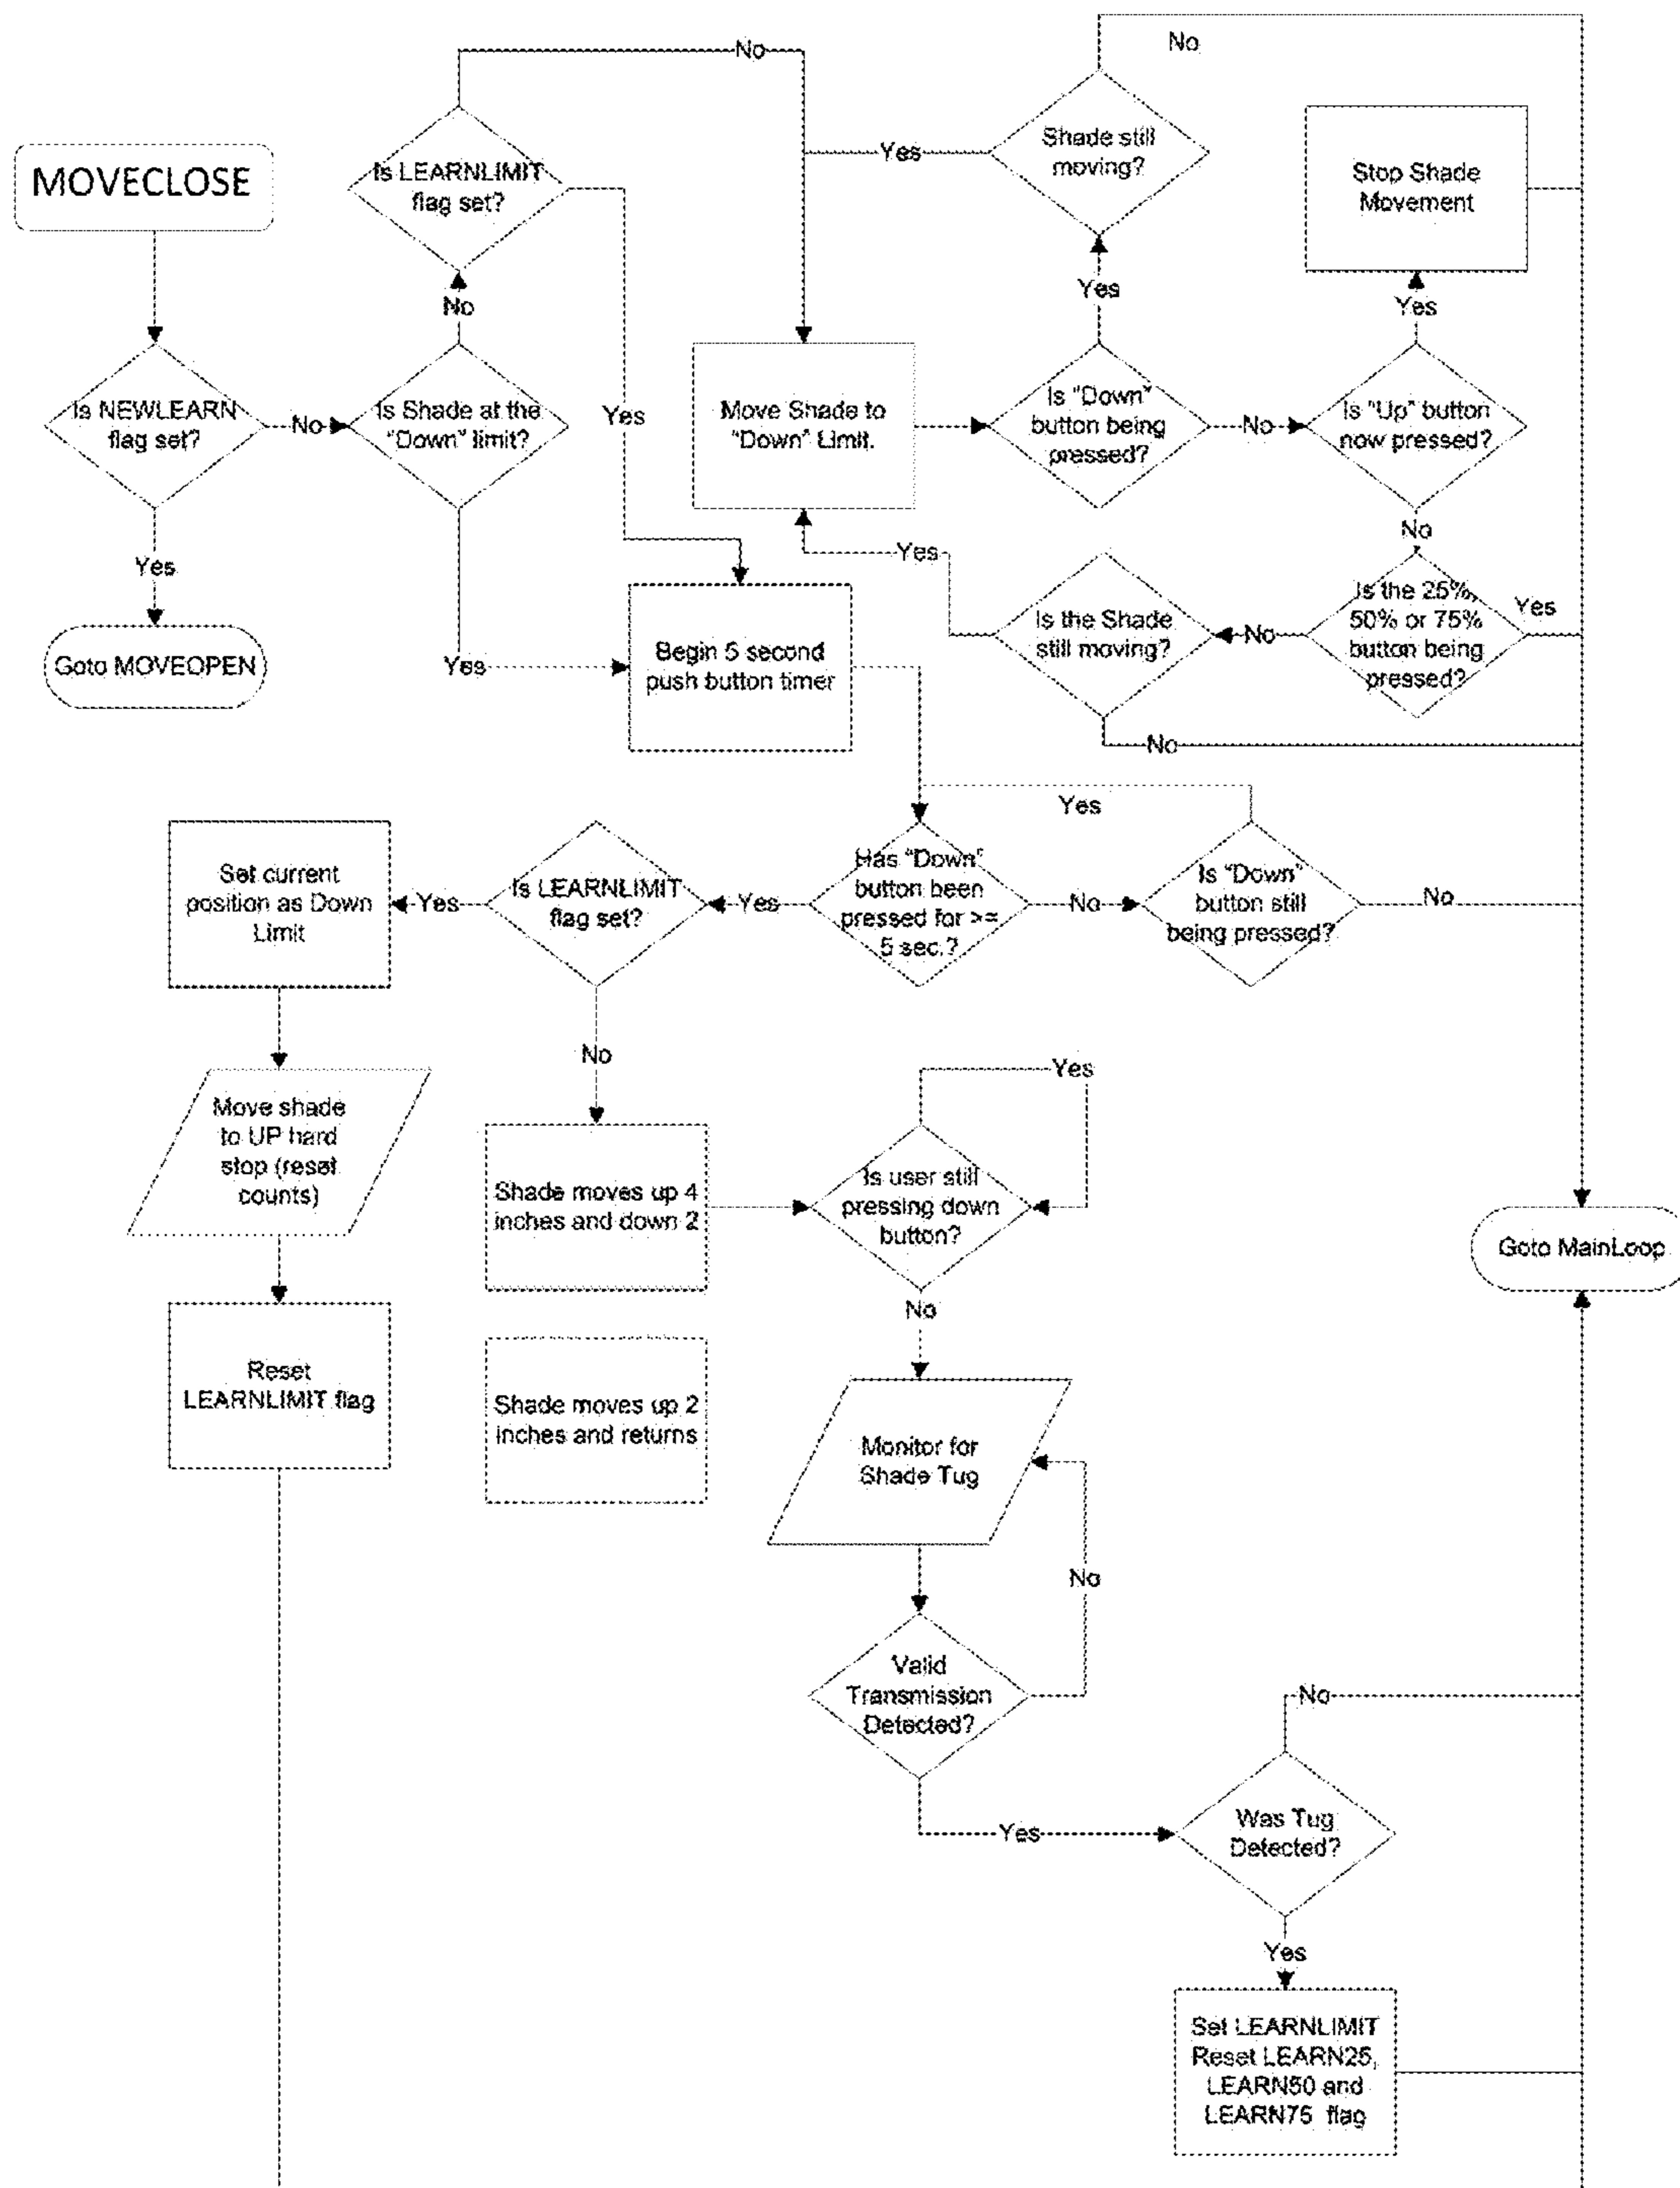 No
No
MOVECLOSE
Is LEARNLIMIT
flag set?
Yes
Shade still
moving?
Stop Shade
Movement
No
Yes
Yes
Is NEWLEARN
flag set?
No
Is Shade at the
"Down" limit?
Yes
Move Shade to
"Down" Limit.
Is "Down"
button being
pressed?
No
Is "Up" button
now pressed?
No
Yes
Yes
Goto MOVEOPEN
Yes
Begin 5 second
push button timer
Is the Shade
still moving?
No
Is the 25%,
50% or 75%
button being
pressed?
Yes
No
Yes
Set current
position as Down
Limit
Yes
Is LEARNLIMIT
flag set?
Yes
Has "Down"
button been
pressed for >=
5 sec.?
No
Is "Down"
button still
being pressed?
No
No
Yes
Move shade
to UP hard
stop (reset
counts)
Shade moves up 4
inches and down 2
Is user still
pressing down
button?
Goto MainLoop
No
Reset
LEARNLIMIT flag
Shade moves up 2
inches and returns
Monitor for
Shade Tug
No
Valid
Transmission
Detected?
No
Yes
Was Tug
Detected?
Yes
Set LEARNLIMIT
Reset LEARN25,
LEARN50 and
LEARN75 flag